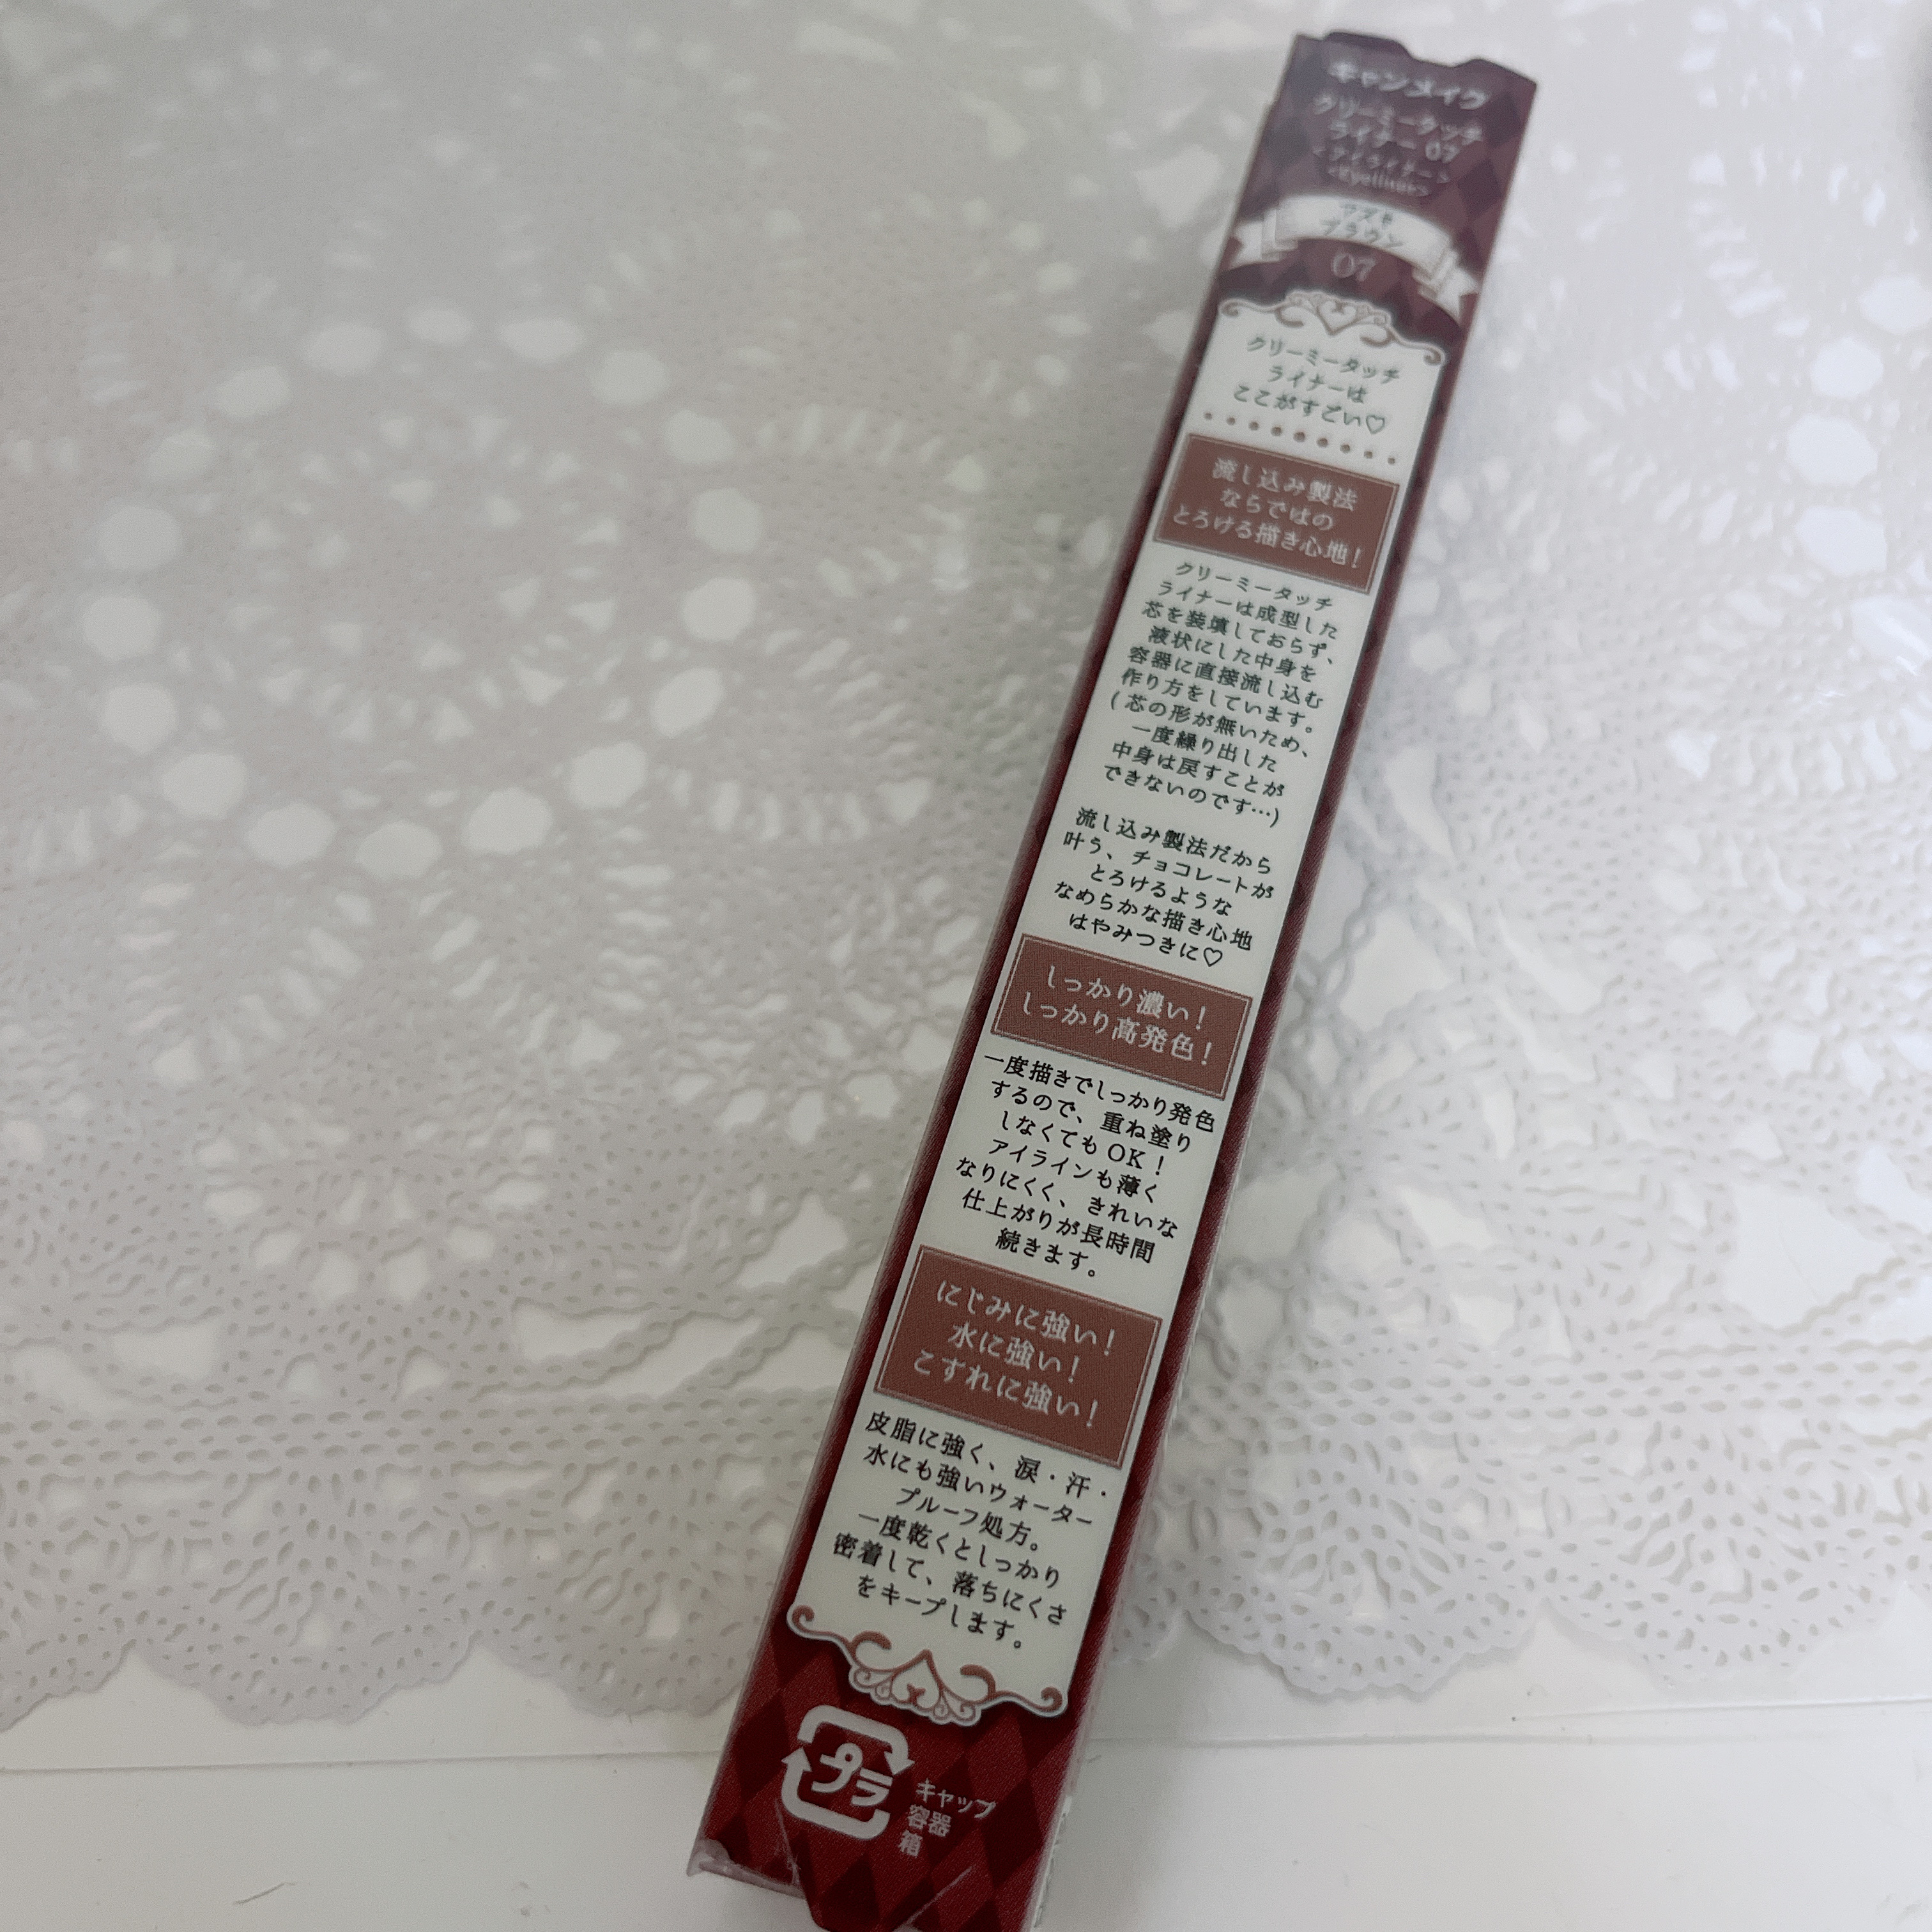 キャンメイク
クリーミータッチ
ライナー 07
<アイライナー>
<Eyeliner>
アズキ
ブラウン
07
クリーミータッチ
ライナーは
ここがすごい♡
流し込み製法
ならではの
とろける描き心地!
クリーミータッチ
ライナーは成型した
芯を装填しておらず、
液状にした中身を
容器に直接流し込む
作り方をしています。
(芯の形が無いため、
一度繰り出した
中身は戻すことが
できないのです…)
流し込み製法だから
叶う、チョコレートが
とろけるような
なめらかな描き心地
はやみつきに♡
しっかり濃い!
しっかり高発色!
一度描きでしっかり発色
するので、重ね塗り
しなくても OK!
アイラインも薄く
なりにくく、きれいな
仕上がりが長時間
続きます。
にじみに強い!
水に強い!
こすれに強い!
皮脂に強く、涙・汗・
水にも強いウォーター
プルーフ処方。
一度乾くとしっかり
密着して、落ちにくさ
をキープします。
プラ
キャップ
容器
箱